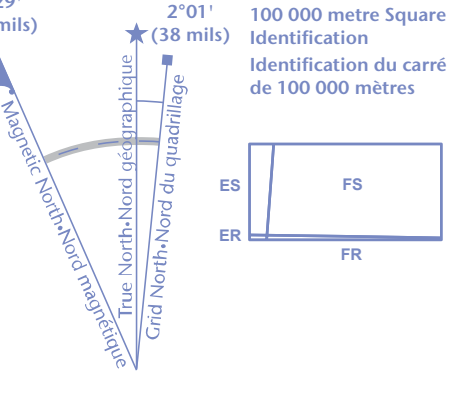 29'
mils)
2°01'
(38 mils)
100 000 metre Square
Identification
Identification du carré
de 100 000 mètres
Magnetic North•Nord magnétique
True North•Nord géographique
Grid North•Nord du quadrillage
ES
FS
ER
FR